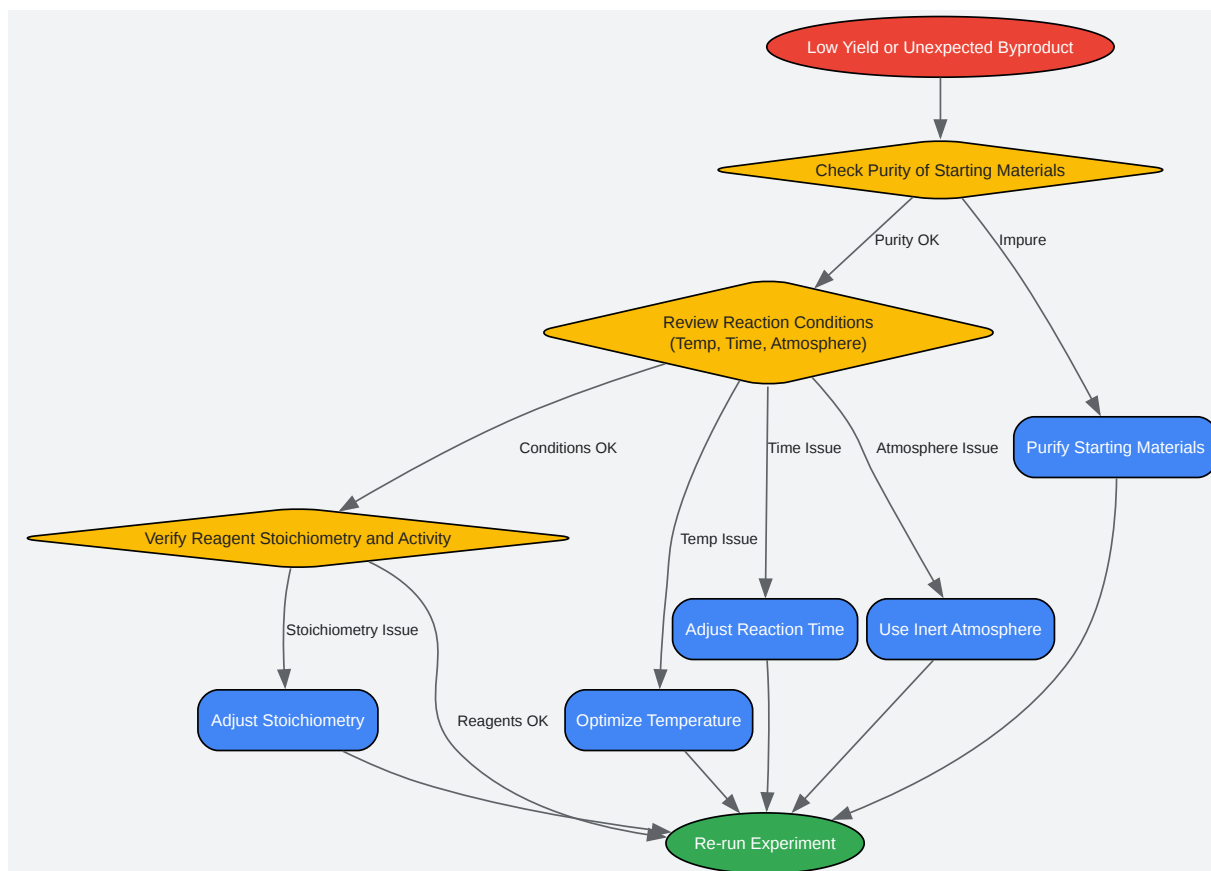 Low Yield or Unexpected Byproduct
Check Purity of Starting Materials
Purity OK
Impure
Review Reaction Conditions
(Temp, Time, Atmosphere)
Conditions OK
Time Issue
Atmosphere Issue
Purify Starting Materials
Verify Reagent Stoichiometry and Activity
Temp Issue
Stoichiometry Issue
Adjust Reaction Time
Use Inert Atmosphere
Adjust Stoichiometry
Reagents OK
Optimize Temperature
Re-run Experiment